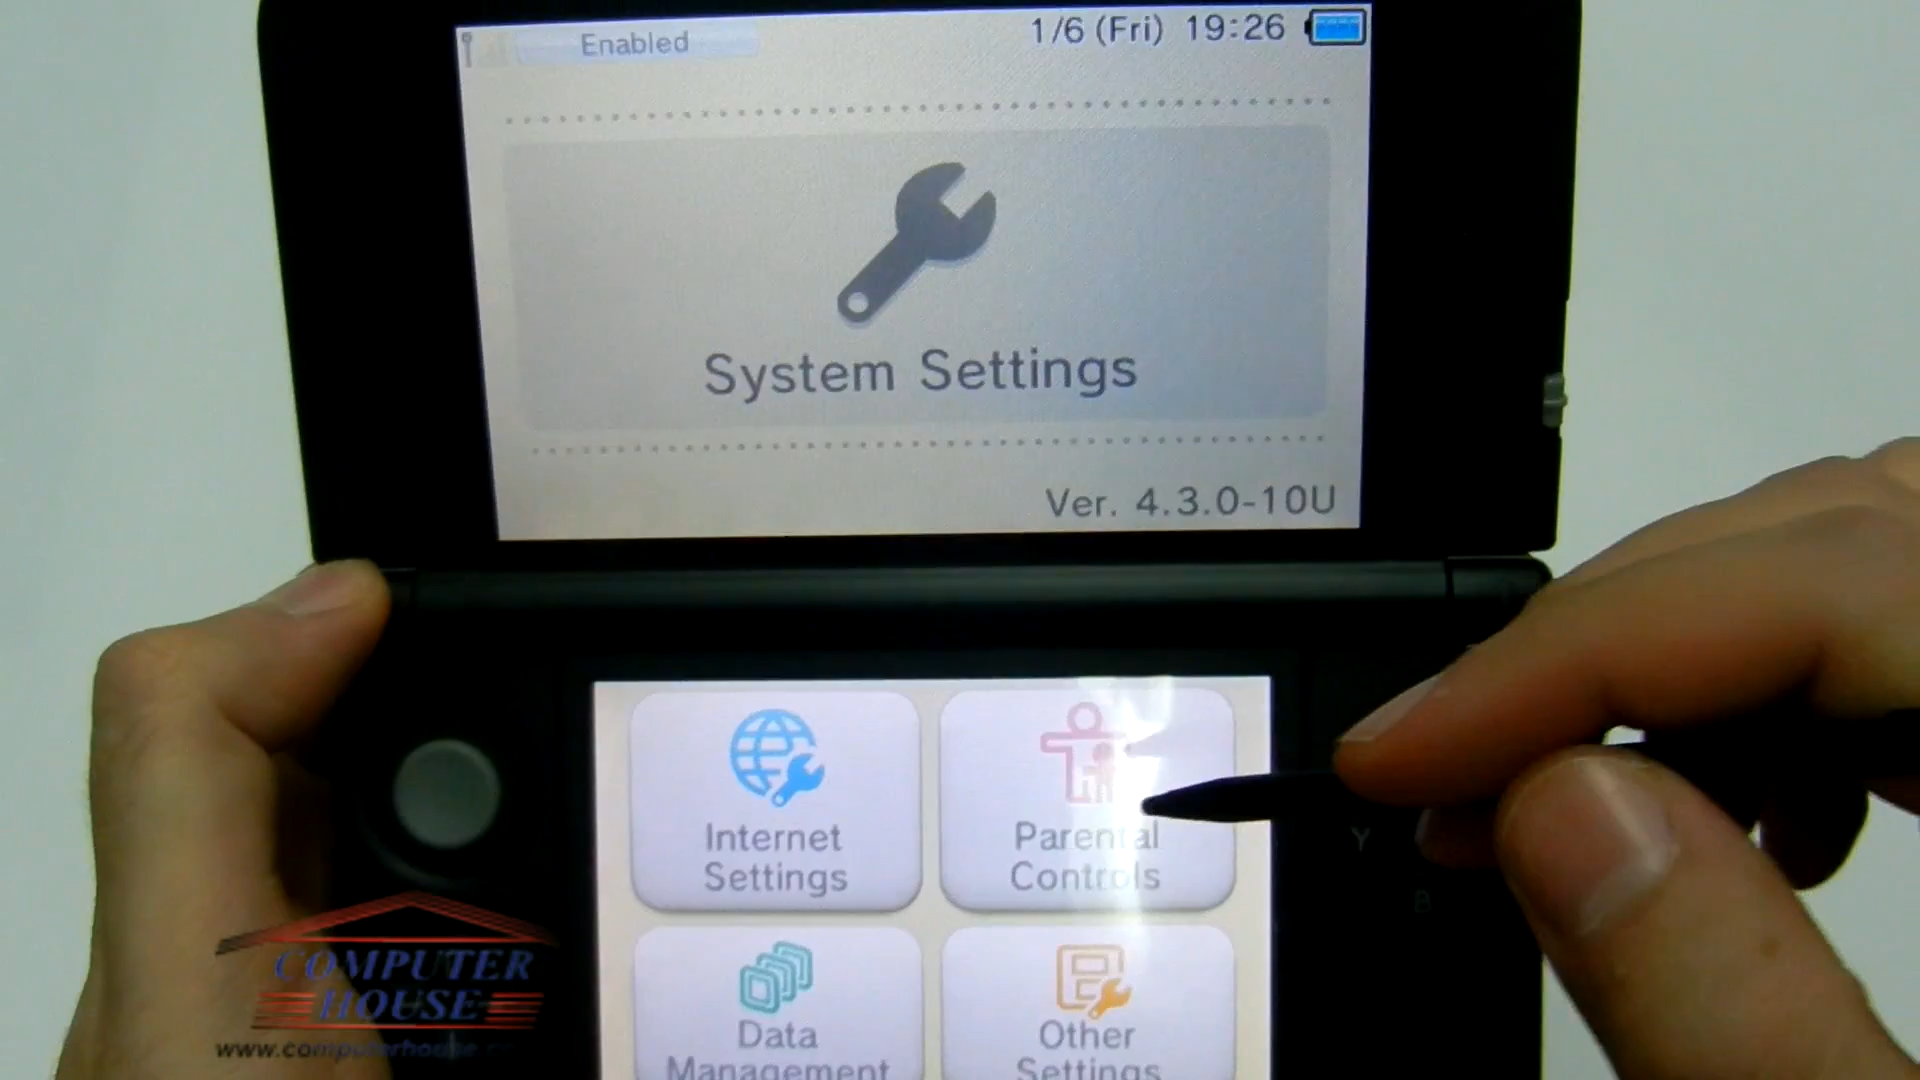 Enabled
1/6 (Fri) 19:26
System Settings
Ver. 4.3.0-10U
Internet
Settings
Parental
Controls
Y
B
Data
Management
Other
Settings
COMPUTER
HOUSE